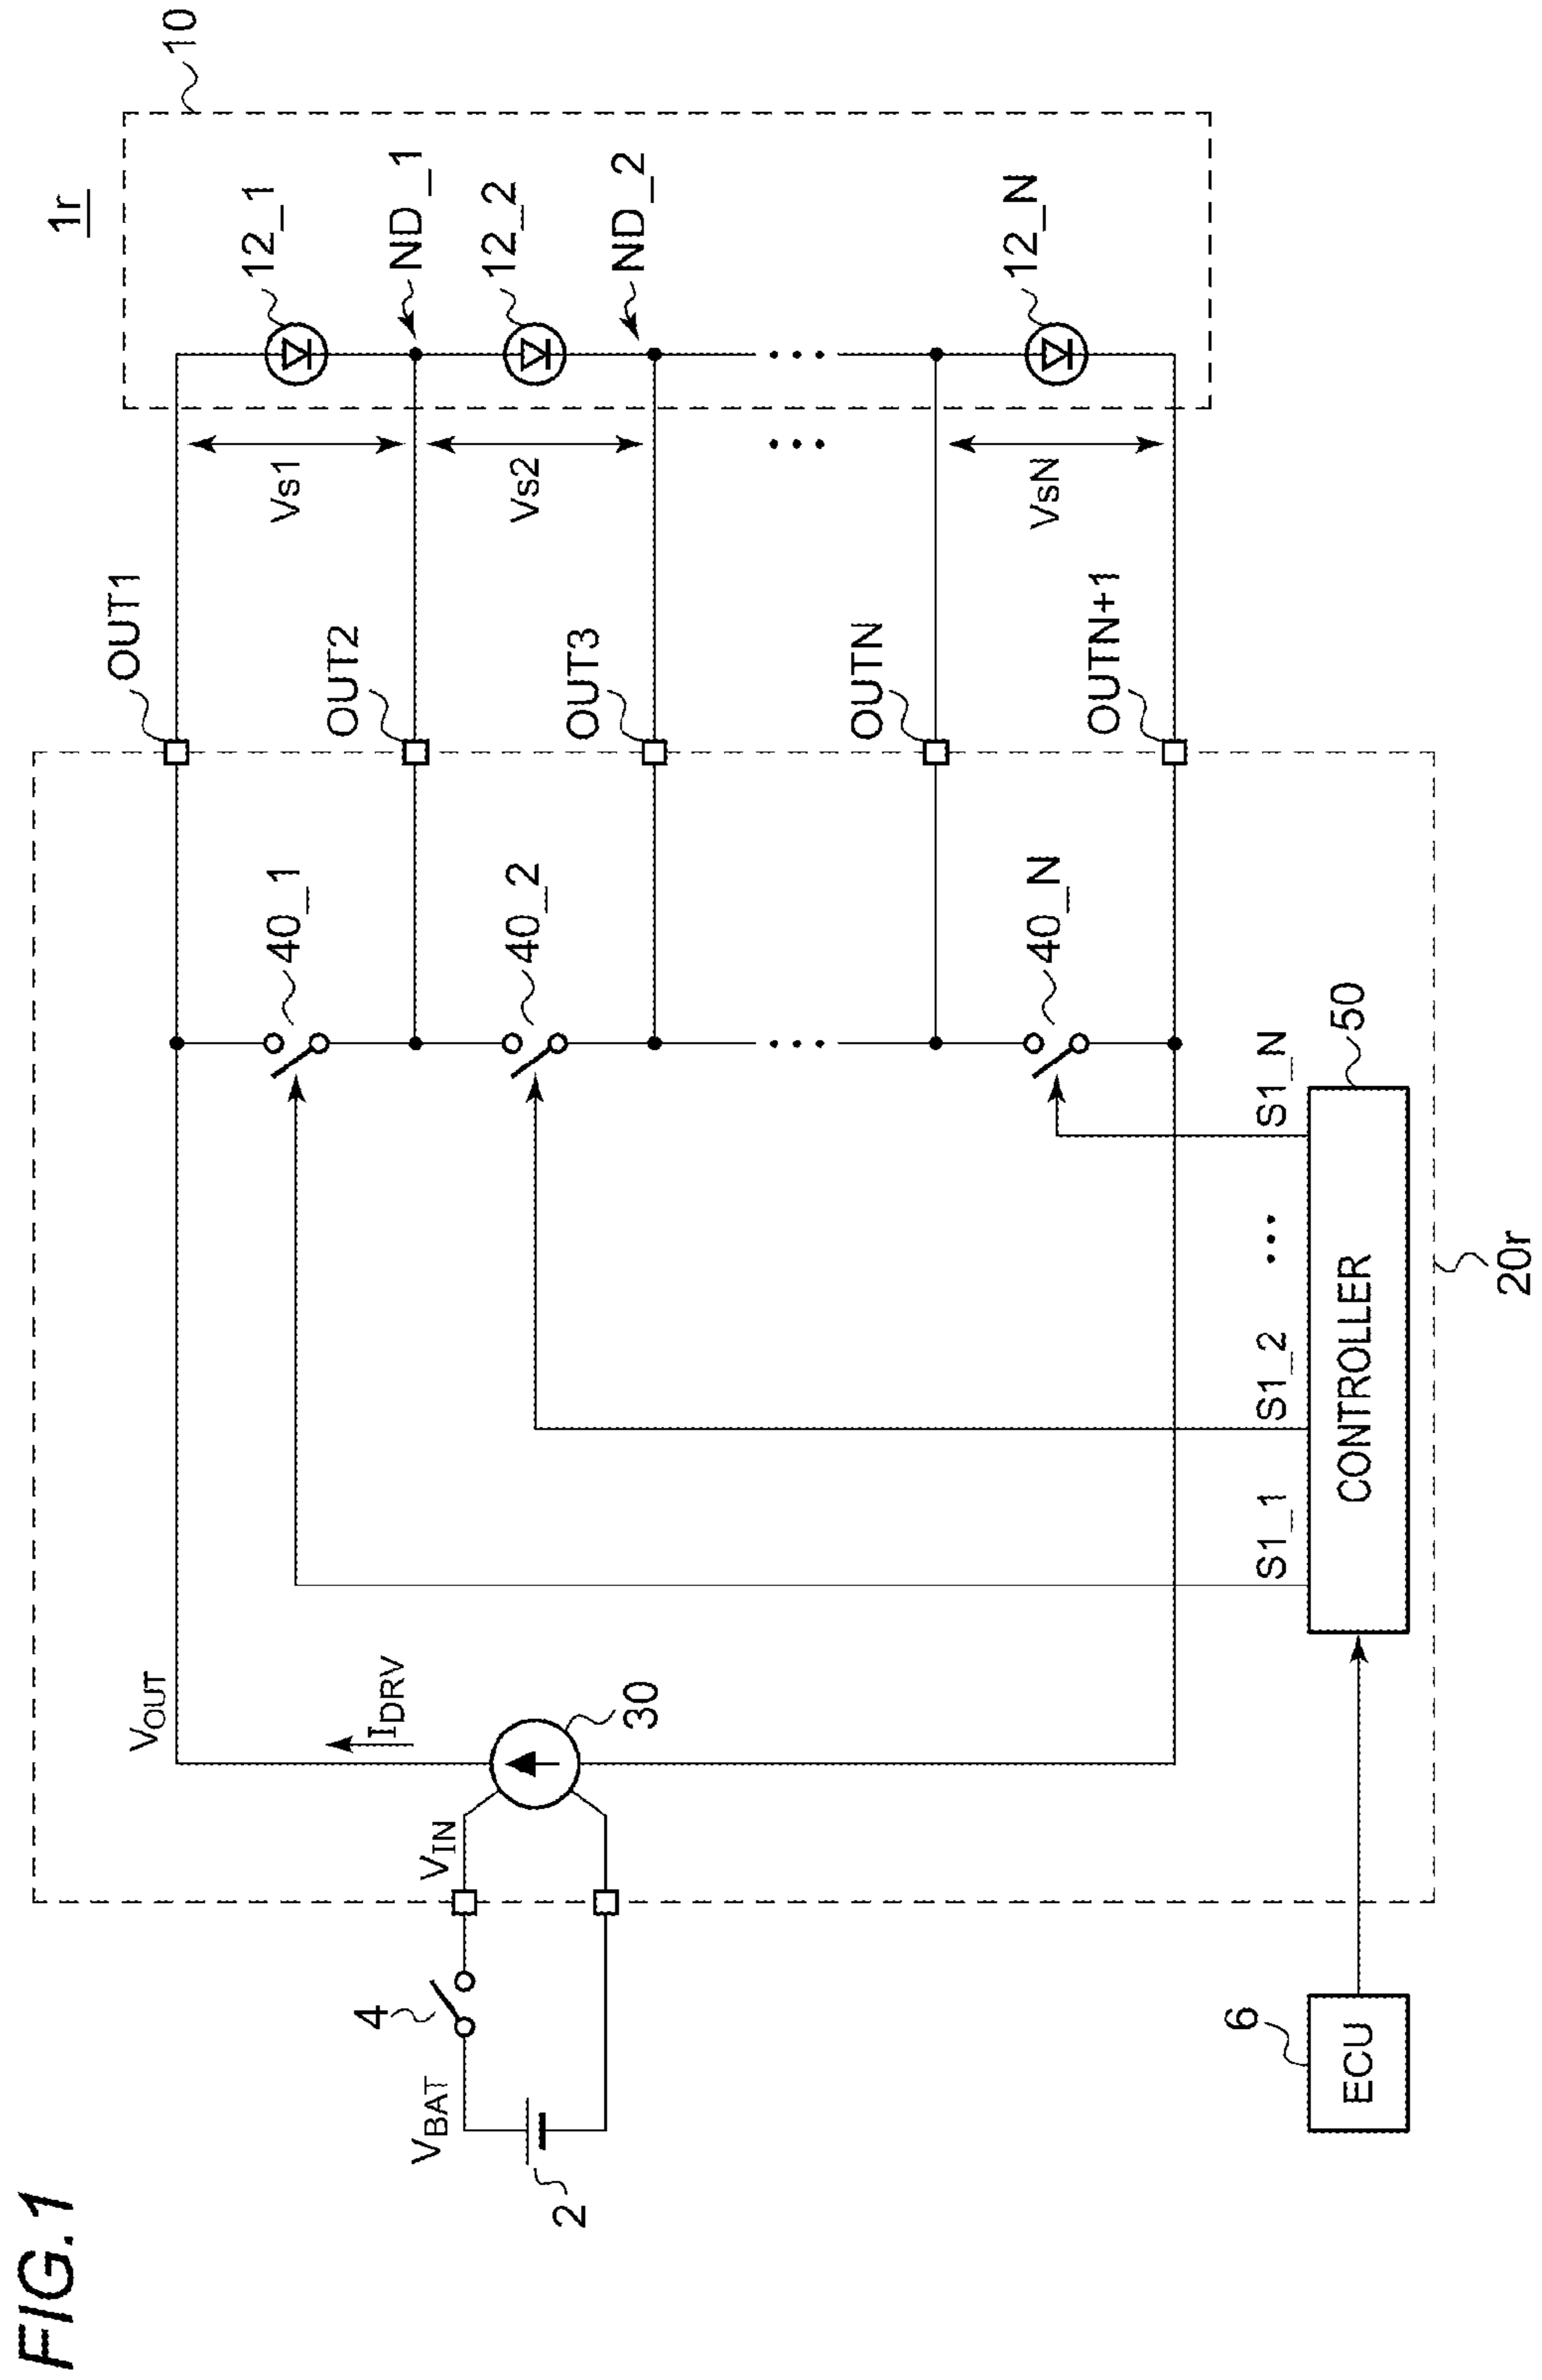 FIG.1
1r
10
12_1
ND_1
12_2
ND_2
12_N
Vs1
Vs2
VsN
OUT1
OUT2
OUT3
OUTN
OUTN+1
40_1
40_2
40_N
VOUT
IDRV
30
VIN
4
VBAT
2
S1_1
S1_2
S1_N
CONTROLLER
50
20r
6
ECU